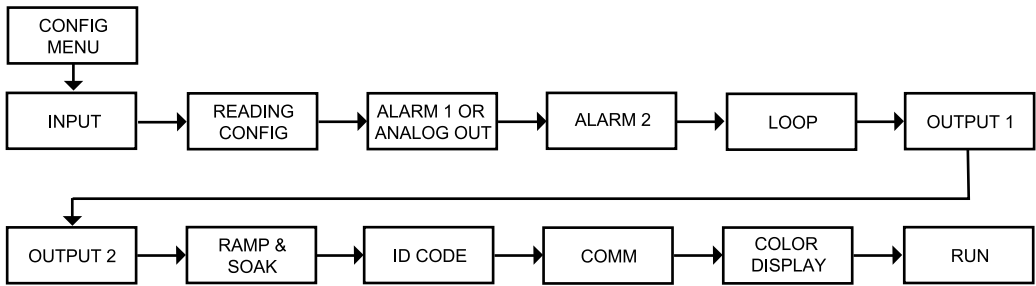 CONFIG
MENU
INPUT
READING
CONFIG
ALARM 1 OR
ANALOG OUT
ALARM 2
LOOP
OUTPUT 1
OUTPUT 2
RAMP &
SOAK
ID CODE
COMM
COLOR
DISPLAY
RUN